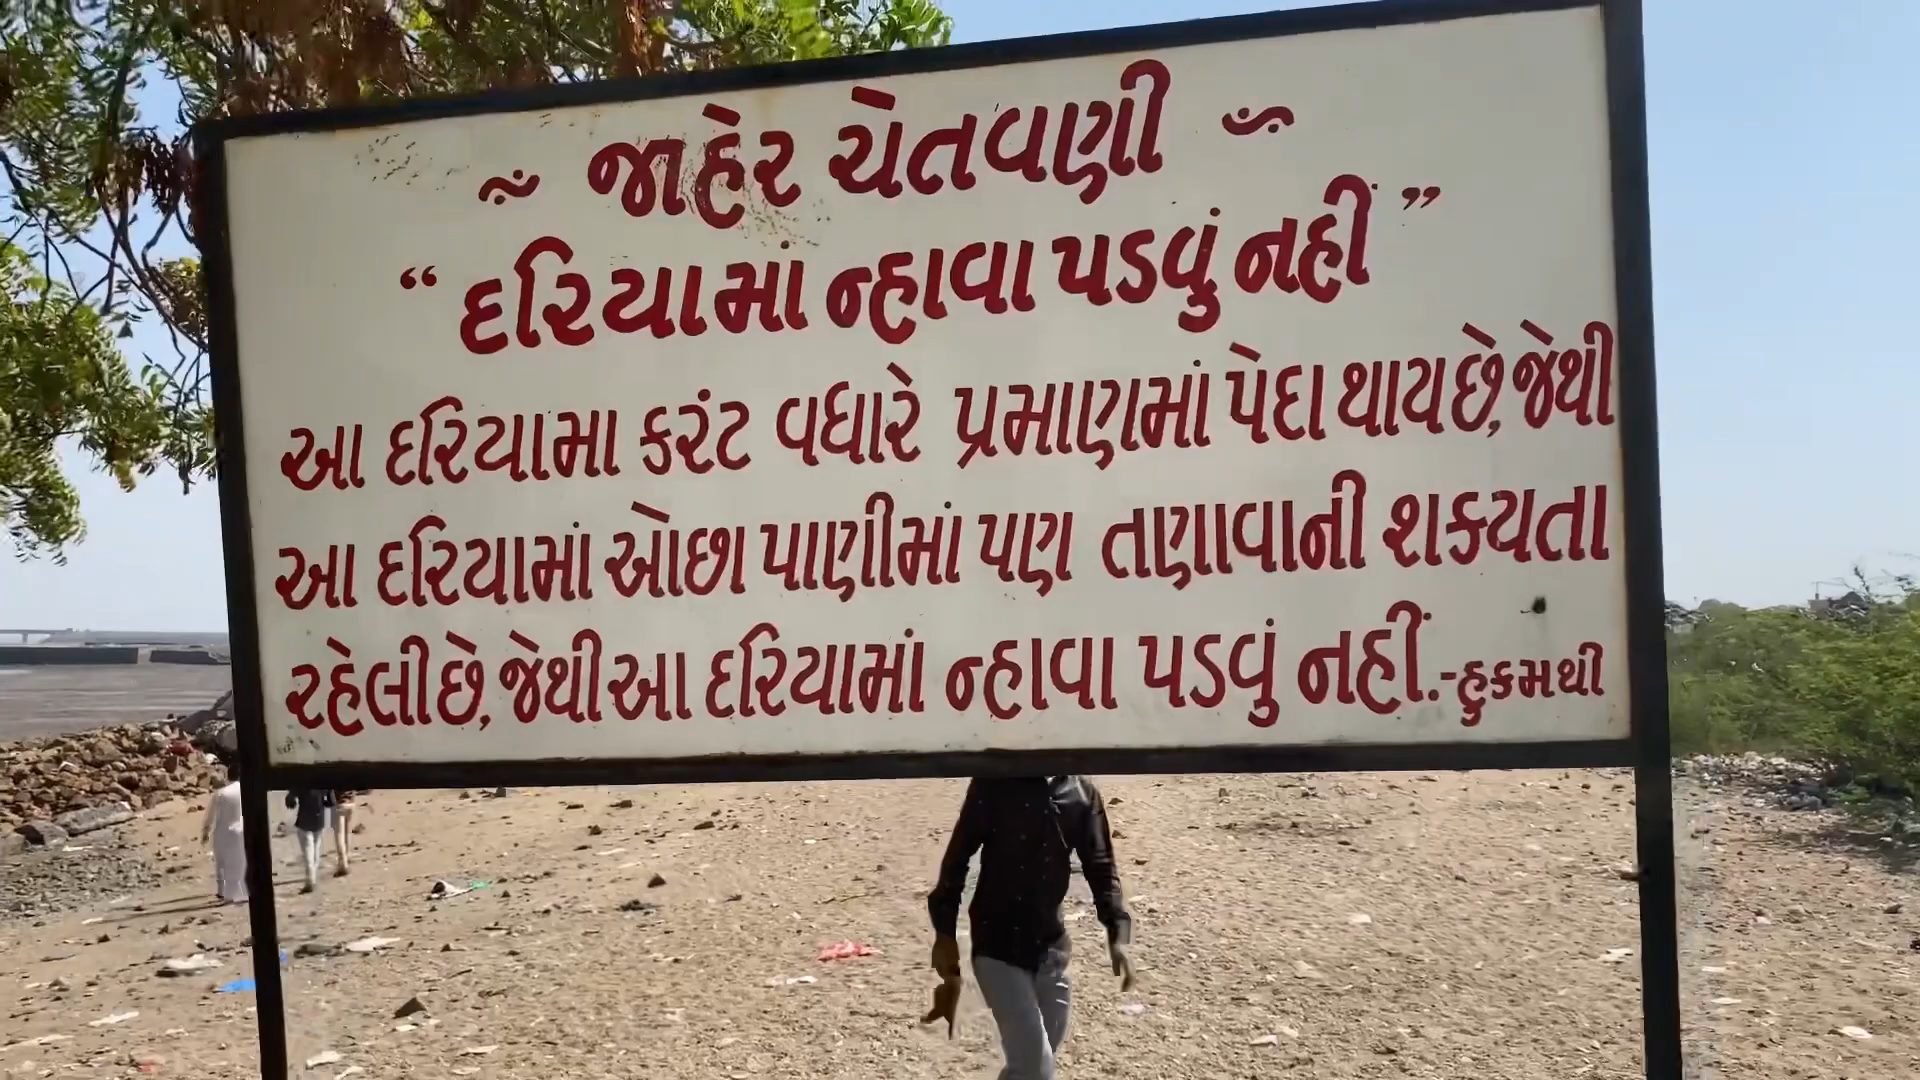 ~ જાહેર ચેતવણી ~
“ દરિયામાં ન્હાવા પડવું નહીં ”
આ દરિયામા કરંટ વધારે પ્રમાણમાં પેદા થાય છે, જેથી
આ દરિયામાં ઓછા પાણીમાં પણ તણાવાની શક્યતા
રહેલી છે, જેથી આ દરિયામાં ન્હાવા પડવું નહીં.-હુકમથી